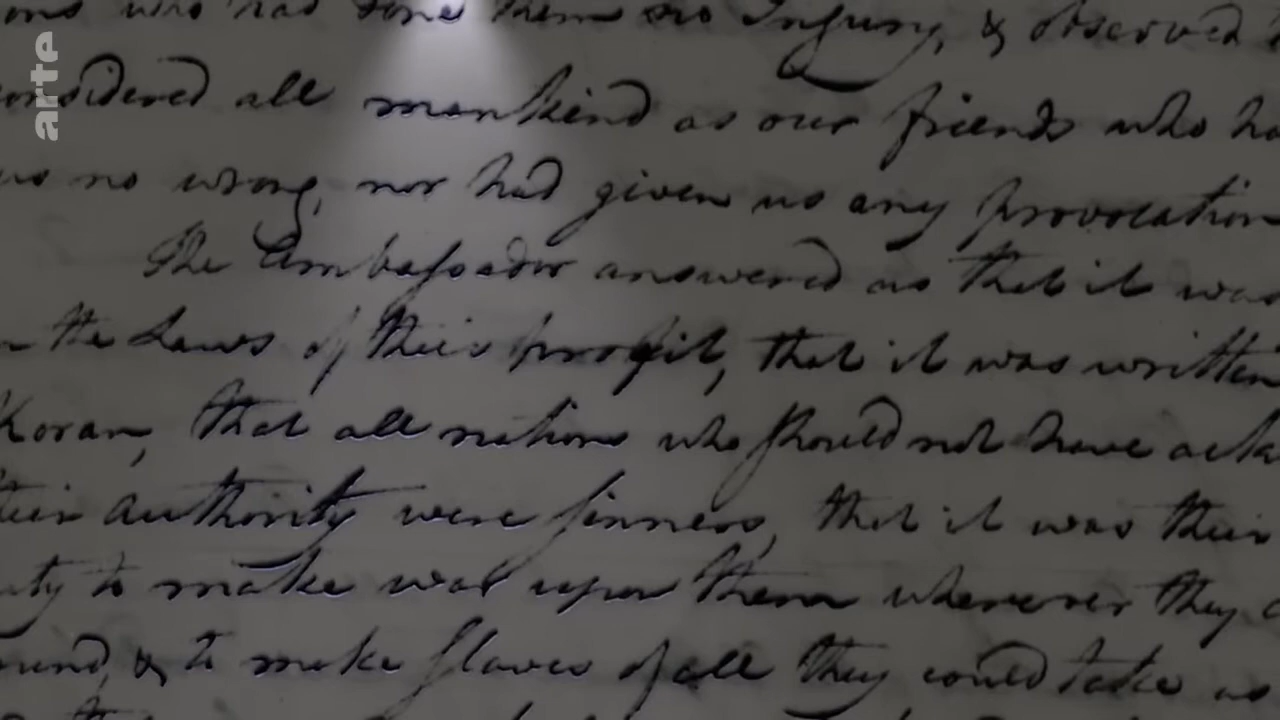 arte
who had done them no Injury, & observed
considered all mankind as our friends who ha
us no wrong, nor had given us any provocation
The Ambassador answered us that it was
n the Laws of their profit, that it was written
Koran, that all nations who should not have ack
their authority were sinners, that it was their
uty to make war upon them wherever they
ound, & to make slaves of all they could take as